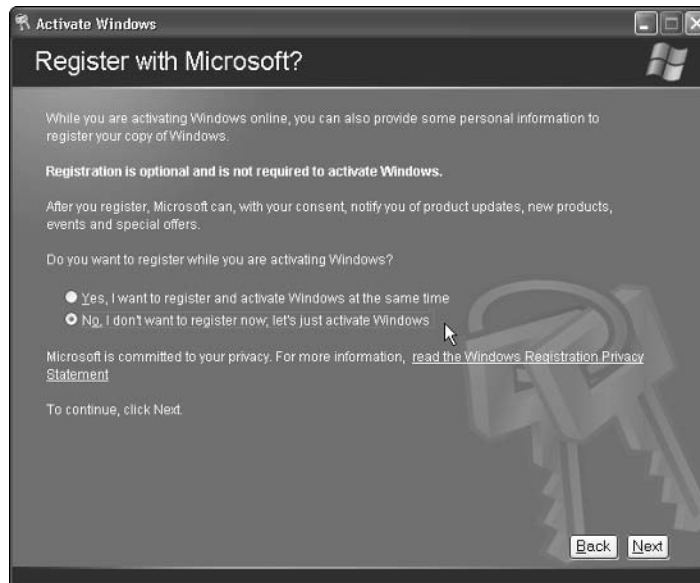 Activate Windows
Register with Microsoft?
While you are activating Windows online, you can also provide some personal information to
register your copy of Windows.
Registration is optional and is not required to activate Windows.
After you register, Microsoft can, with your consent, notify you of product updates, new products,
events and special offers.
Do you want to register while you are activating Windows?
Yes, I want to register and activate Windows at the same time
No, I don't want to register now; let's just activate Windows
Microsoft is committed to your privacy. For more information, read the Windows Registration Privacy
Statement
To continue, click Next.
Back Next